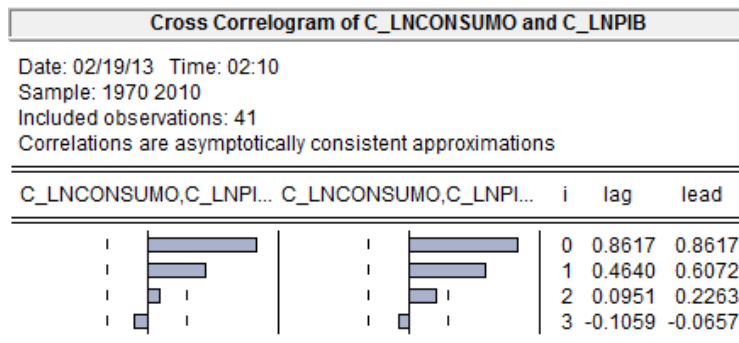 Cross Correlogram of C_LNCONSUMO and C_LNPIB
Date: 02/19/13 Time: 02:10
Sample: 1970 2010
Included observations: 41
Correlations are asymptotically consistent approximations
C_LNCONSUMO,C_LNPI... C_LNCONSUMO,C_LNPI... i lag lead
0 0.8617 0.8617
1 0.4640 0.6072
2 0.0951 0.2263
3 -0.1059 -0.0657